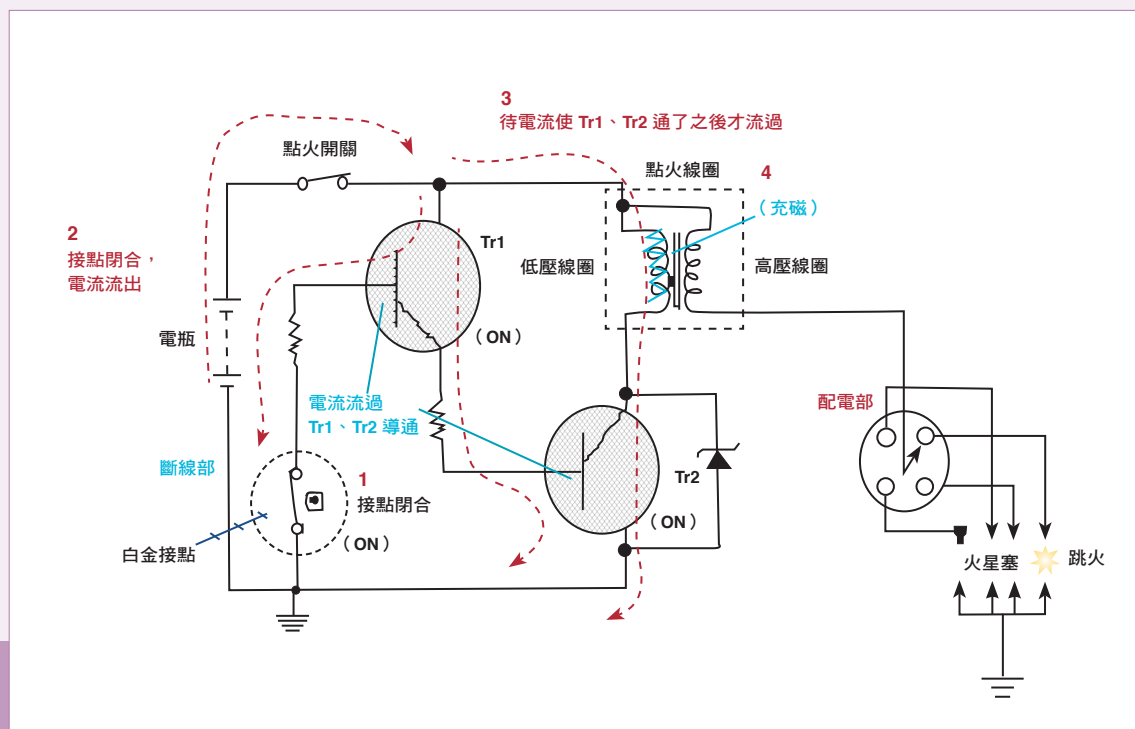 3
待電流使 Tr1、Tr2 通了之後才流過
點火開關
點火線圈
4
（充磁）
2
接點閉合，
電流流出
Tr1
低壓線圈
高壓線圈
電瓶
（ON）
電流流過
Tr1、Tr2 導通
配電部
斷線部
1
接點閉合
Tr2
（ON）
（ON）
白金接點
火星塞
跳火